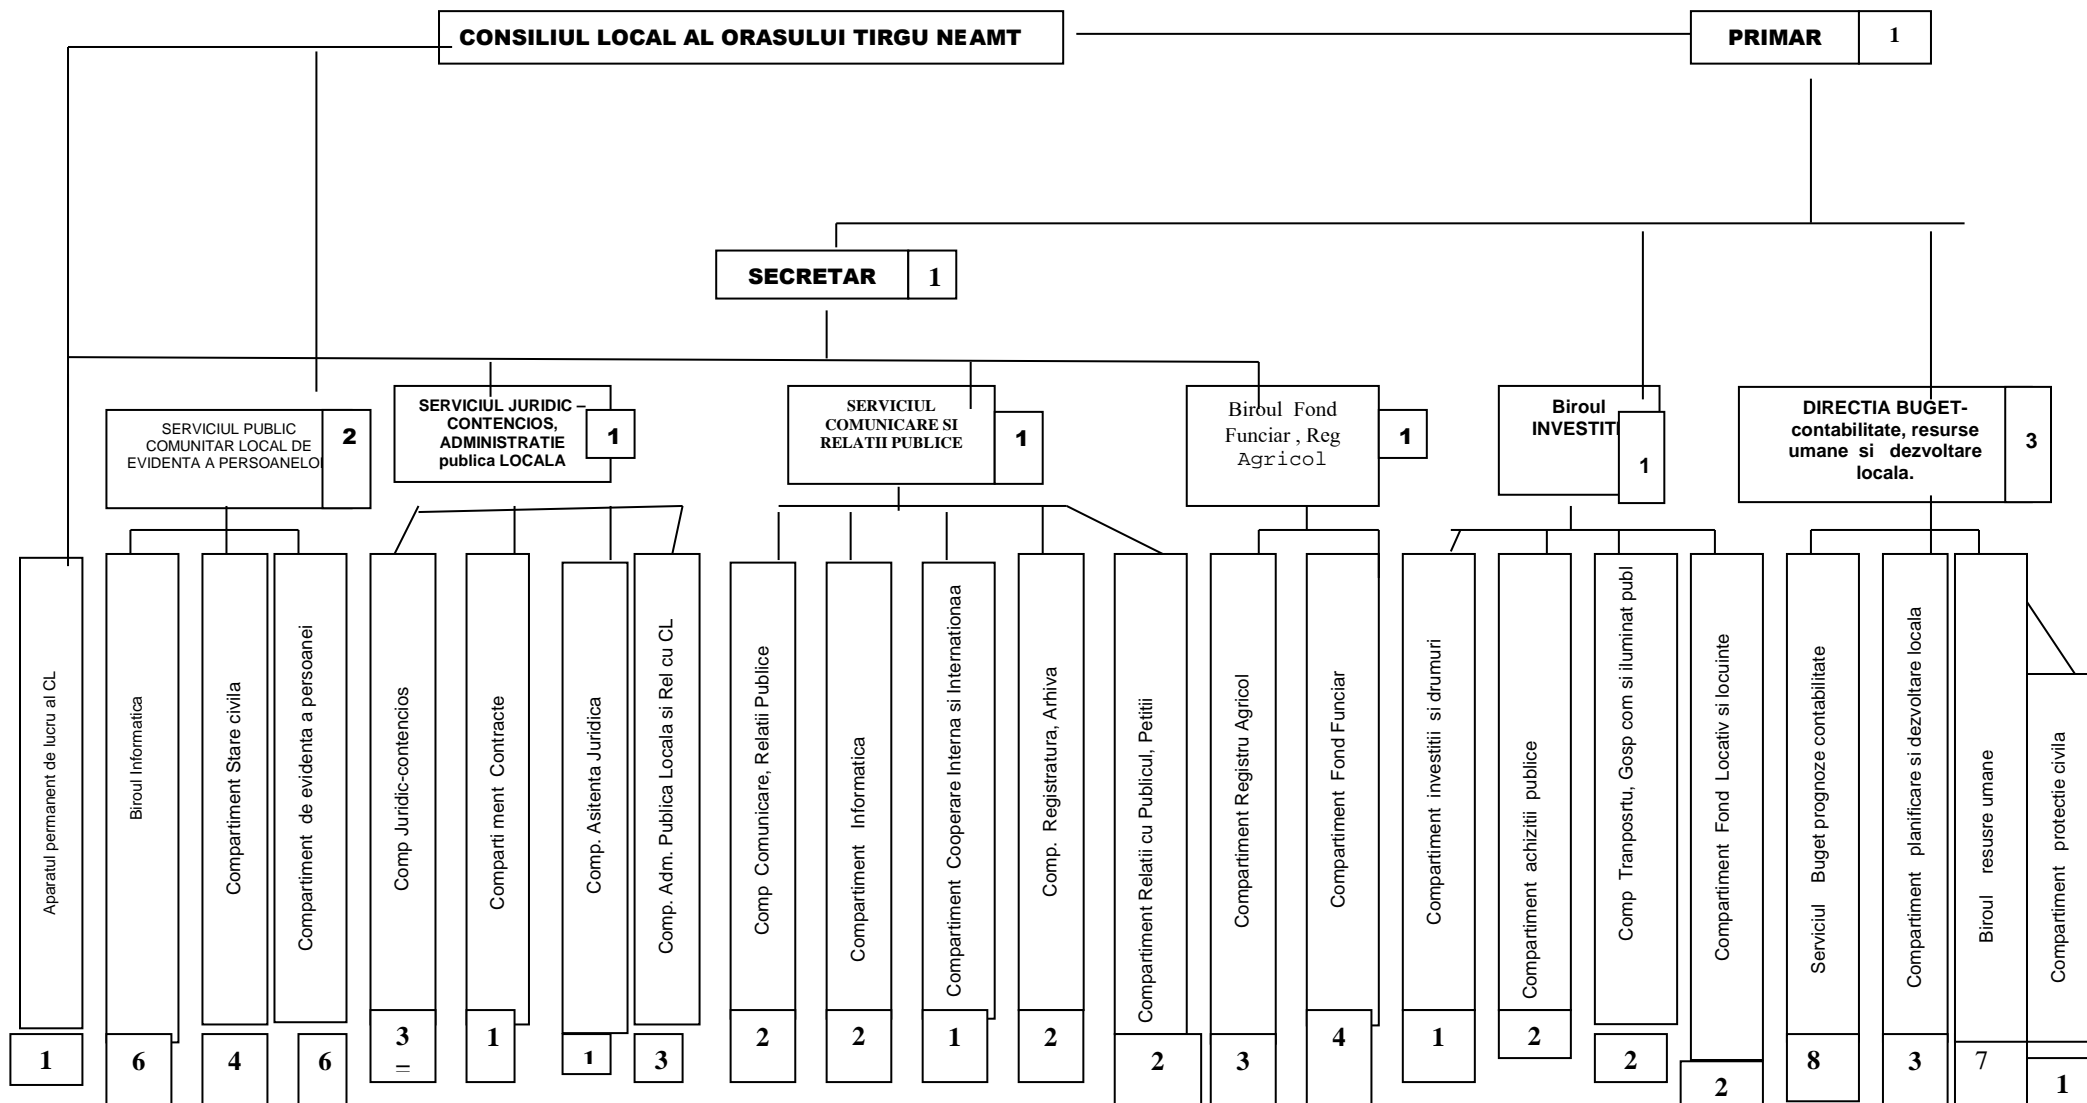 CONSILIUL LOCAL AL ORASULUI TIRGU NEAMT
PRIMAR
1
SECRETAR
1
SERVICIUL PUBLIC
COMUNITAR LOCAL DE
EVIDENTA A PERSOANELO
2
SERVICIUL JURIDIC –
CONTENCIOS,
ADMINISTRATIE
publica LOCALA
1
SERVICIUL
COMUNICARE SI
RELATII PUBLICE
1
Biroul Fond
Funciar , Reg
Agricol
1
Biroul
INVESTIT
1
DIRECTIA BUGET-
contabilitate, resurse
umane si dezvoltare
locala.
3
Aparatul permanent de lucru al CL
1
Biroul Informatica
6
Compartiment Stare civila
4
Compartiment de evidenta a persoanei
6
Comp Juridic-contencios
3
=
Comparti ment Contracte
1
Comp. Asitenta Juridica
1
Comp. Adm. Publica Locala si Rel cu CL
3
Comp Comunicare, Relatii Publice
2
Compartiment Informatica
2
Compartiment Cooperare Interna si Internationaa
1
Comp. Registratura, Arhiva
2
Compartiment Relatii cu Publicul, Petitii
2
Compartiment Registru Agricol
3
Compartiment Fond Funciar
4
Compartiment investitii si drumuri
1
Compartiment achizitii publice
2
Comp Tranposrtu, Gosp com si iluminat publ
2
Compartiment Fond Locativ si locuinte
2
Serviciul Buget prognoze contabilitate
8
Compartiment planificare si dezvoltare locala
3
Biroul resusre umane
7
Compartiment protectie civila
1